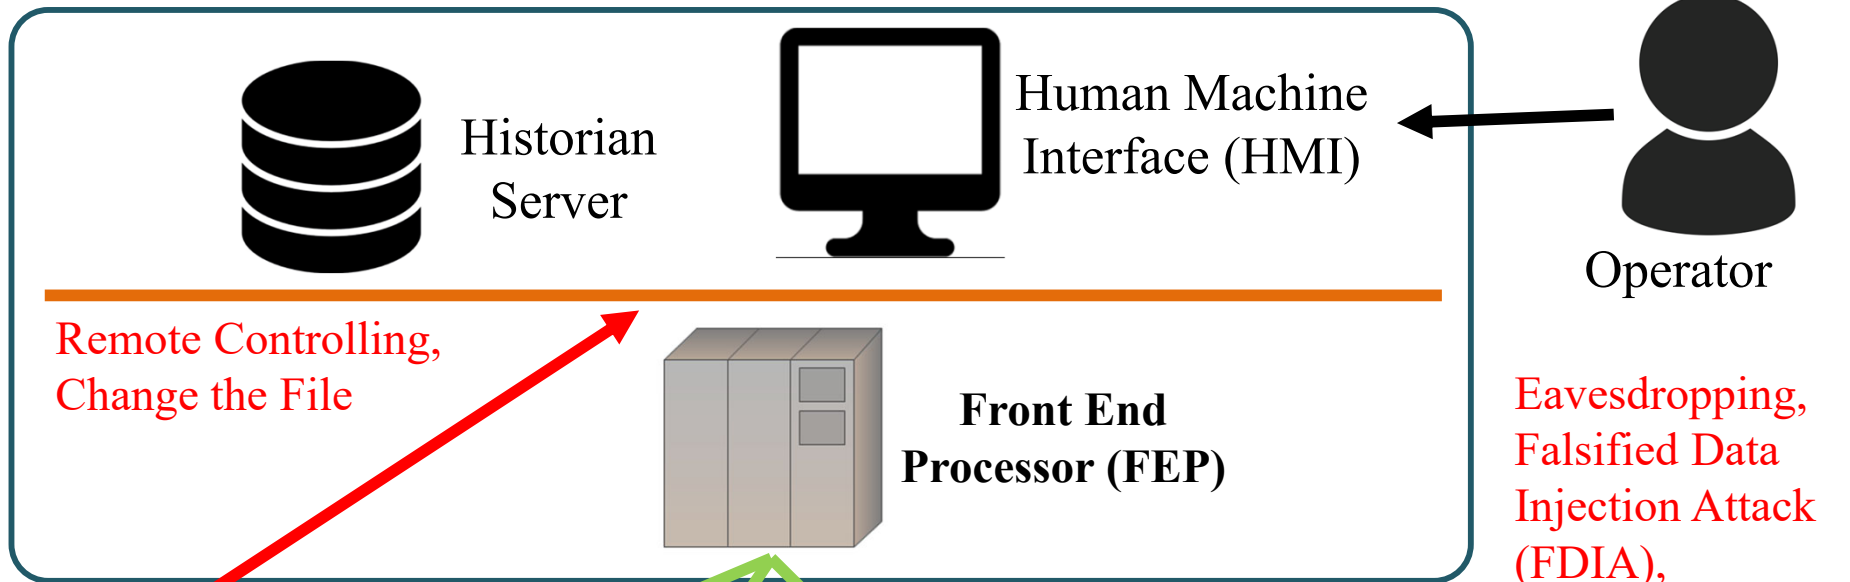 Historian
Server
Human Machine
Interface (HMI)
Operator
Remote Controlling,
Change the File
Front End
Processor (FEP)
Eavesdropping,
Falsified Data
Injection Attack
(FDIA),